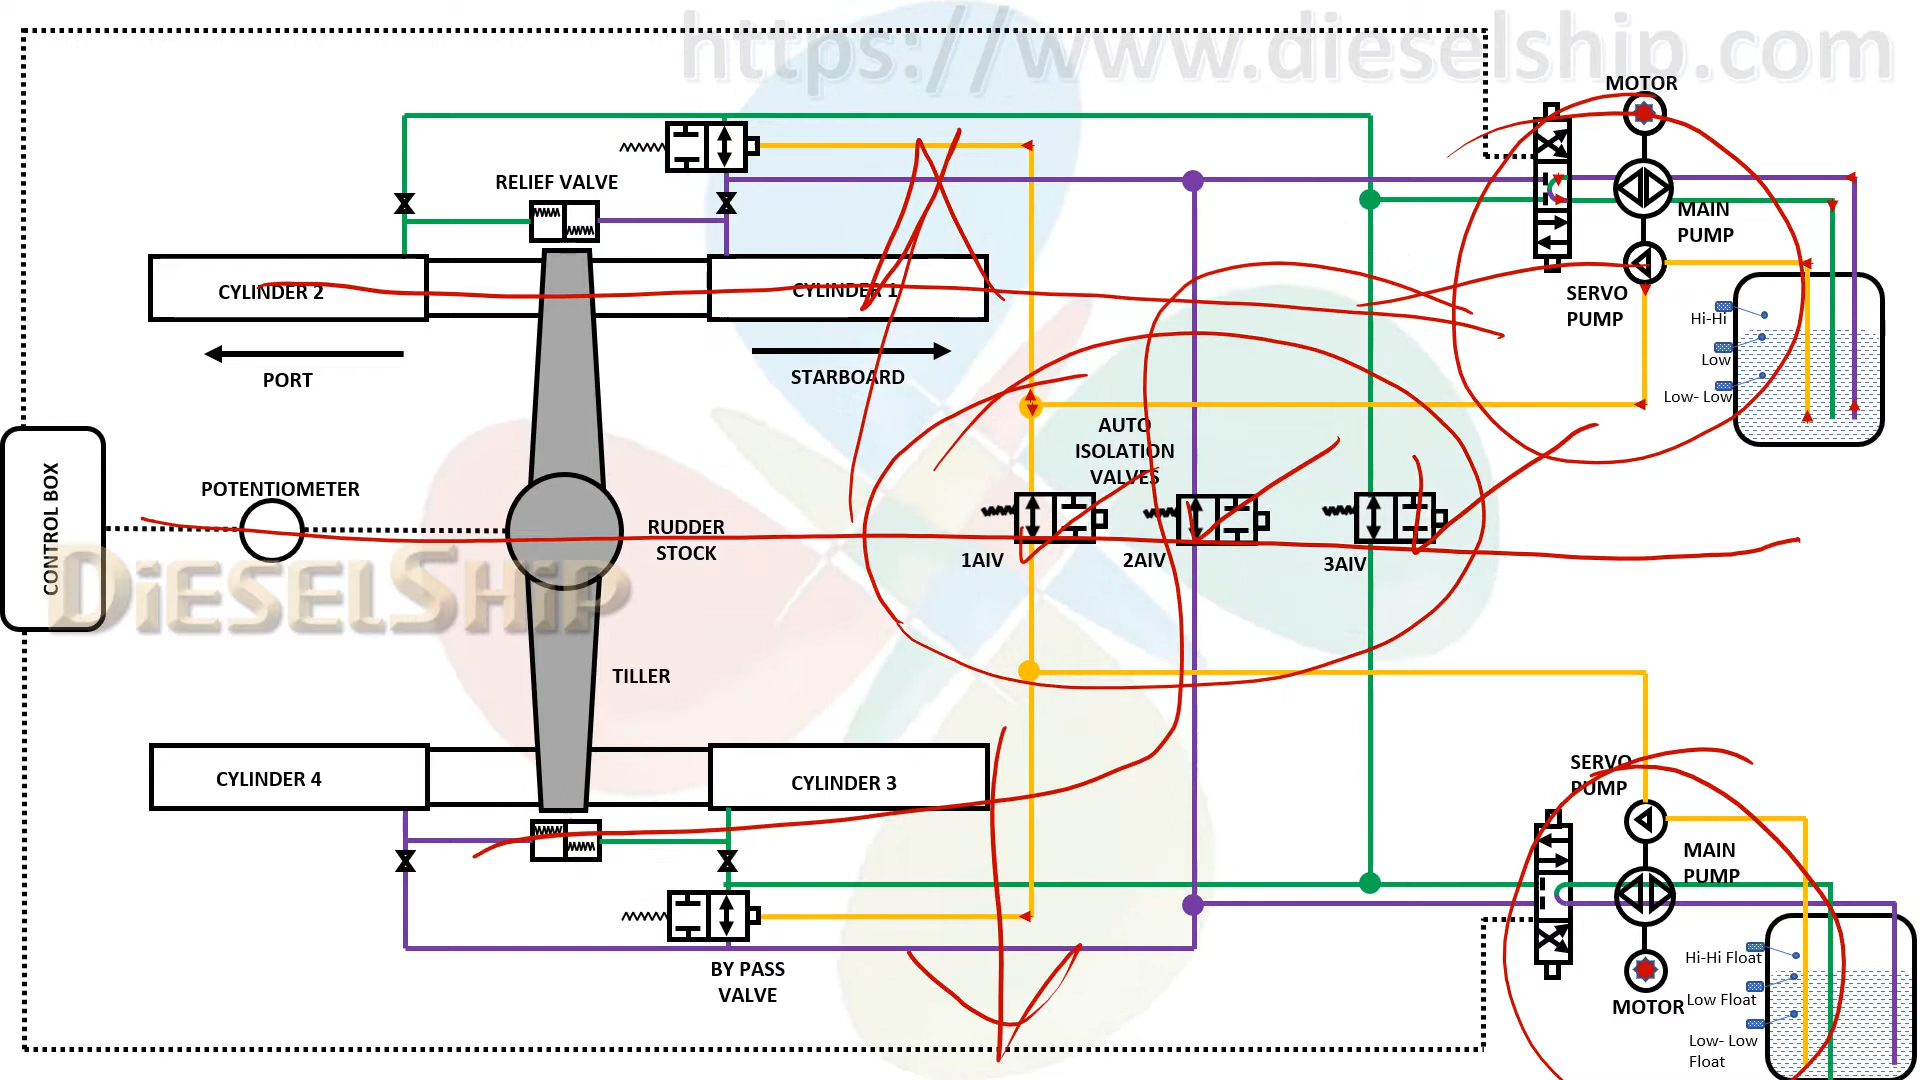 https://www.dieselship.com
MOTOR
RELIEF VALVE
MAIN
PUMP
CYLINDER 2
CYLINDER 1
SERVO
PUMP
Hi-Hi
Low
Low- Low
PORT
STARBOARD
AUTO
ISOLATION
VALVES
CONTROL BOX
POTENTIOMETER
RUDDER
STOCK
1AIV
2AIV
3AIV
DiESELSHiP
TILLER
CYLINDER 4
CYLINDER 3
SERVO
PUMP
MAIN
PUMP
BY PASS
VALVE
MOTOR
Hi-Hi Float
Low Float
Low- Low
Float